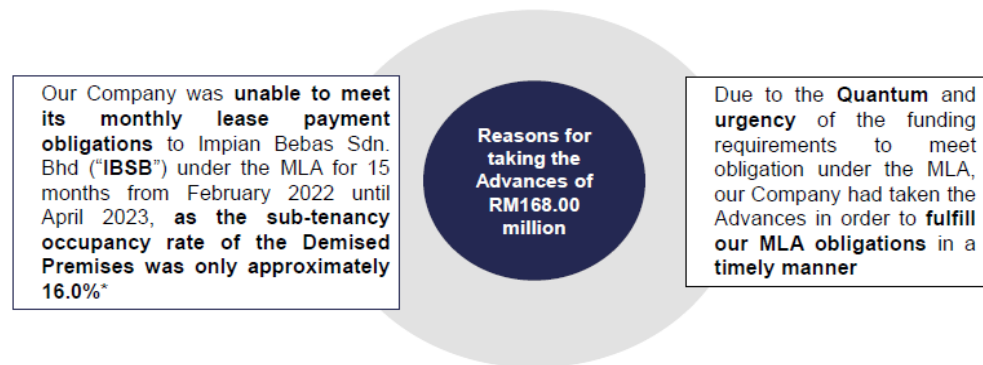 Our Company was unable to meet
its monthly lease payment
obligations to Impian Bebas Sdn.
Bhd (“IBSB”) under the MLA for 15
months from February 2022 until
April 2023, as the sub-tenancy
occupancy rate of the Demised
Premises was only approximately
16.0%*
Reasons for
taking the
Advances of
RM168.00
million
Due to the Quantum and
urgency of the funding
requirements to meet
obligation under the MLA,
our Company had taken the
Advances in order to fulfill
our MLA obligations in a
timely manner